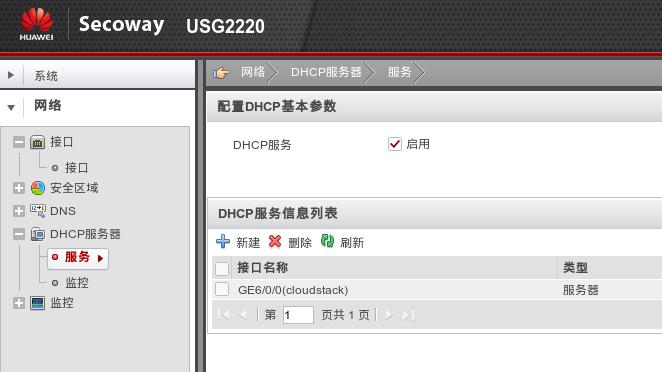 HUAWEI
Secoway USG2220
系统
网络
接口
接口
安全区域
DNS
DHCP服务器
服务
监控
监控
网络 DHCP服务器 服务
配置DHCP基本参数
DHCP服务 启用
DHCP服务信息列表
新建 删除 刷新
接口名称 类型
GE6/0/0(cloudstack) 服务器
第 1 页共 1 页